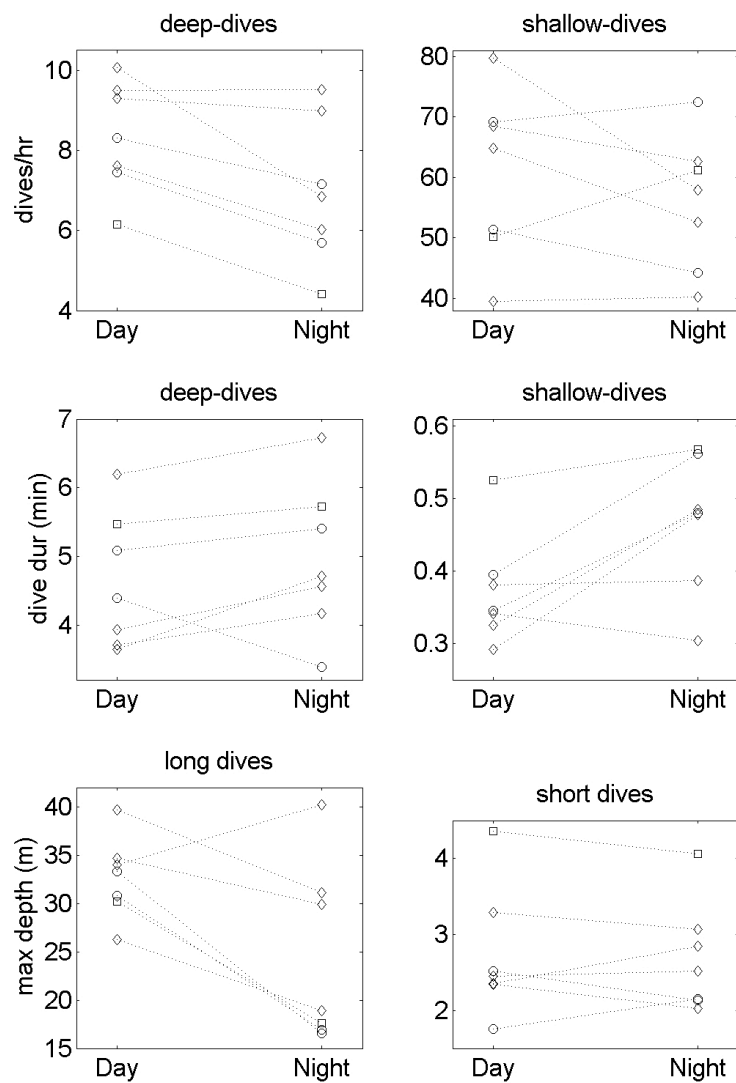 deep-dives
shallow-dives
dives/hr
10
8
6
4
Day
Night
80
70
60
50
40
Day
Night
deep-dives
shallow-dives
dive dur (min)
7
6
5
4
Day
Night
0.6
0.5
0.4
0.3
Day
Night
long dives
short dives
max depth (m)
40
35
30
25
20
15
Day
Night
4
3
2
Day
Night